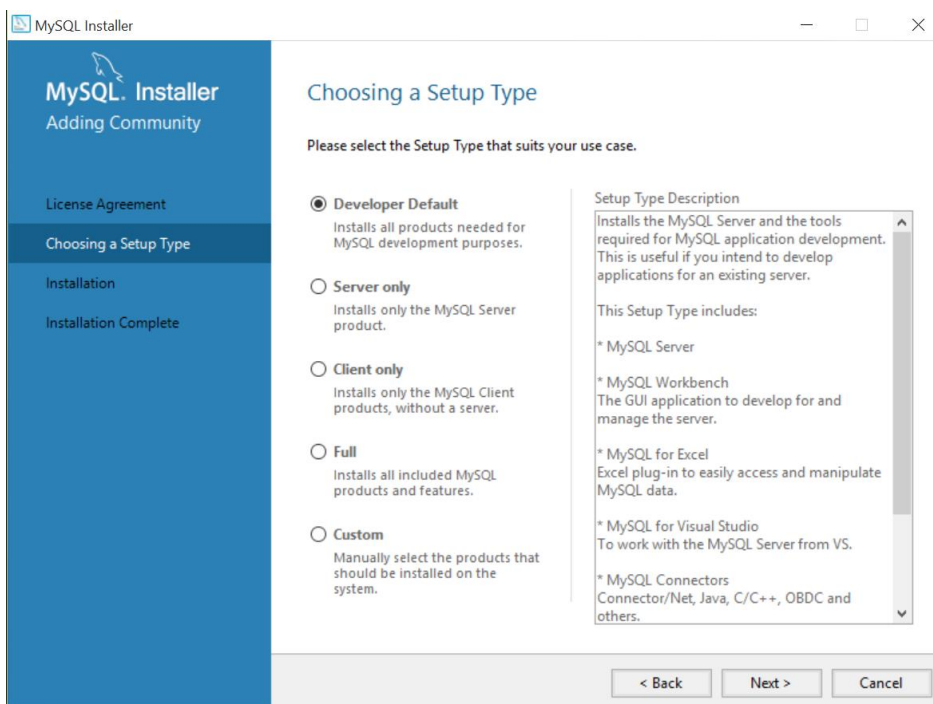 MySQL Installer
MySQL. Installer
Adding Community
License Agreement
Choosing a Setup Type
Installation
Installation Complete
Choosing a Setup Type
Please select the Setup Type that suits your use case.
Developer Default
Installs all products needed for
MySQL development purposes.
Server only
Installs only the MySQL Server
product.
Client only
Installs only the MySQL Client
products, without a server.
Full
Installs all included MySQL
products and features.
Custom
Manually select the products that
should be installed on the
system.
Setup Type Description
Installs the MySQL Server and the tools
required for MySQL application development.
This is useful if you intend to develop
applications for an existing server.
This Setup Type includes:
* MySQL Server
* MySQL Workbench
The GUI application to develop for and
manage the server.
* MySQL for Excel
Excel plug-in to easily access and manipulate
MySQL data.
* MySQL for Visual Studio
To work with the MySQL Server from VS.
* MySQL Connectors
Connector/Net, Java, C/C++, OBDC and
others.
< Back
Next >
Cancel